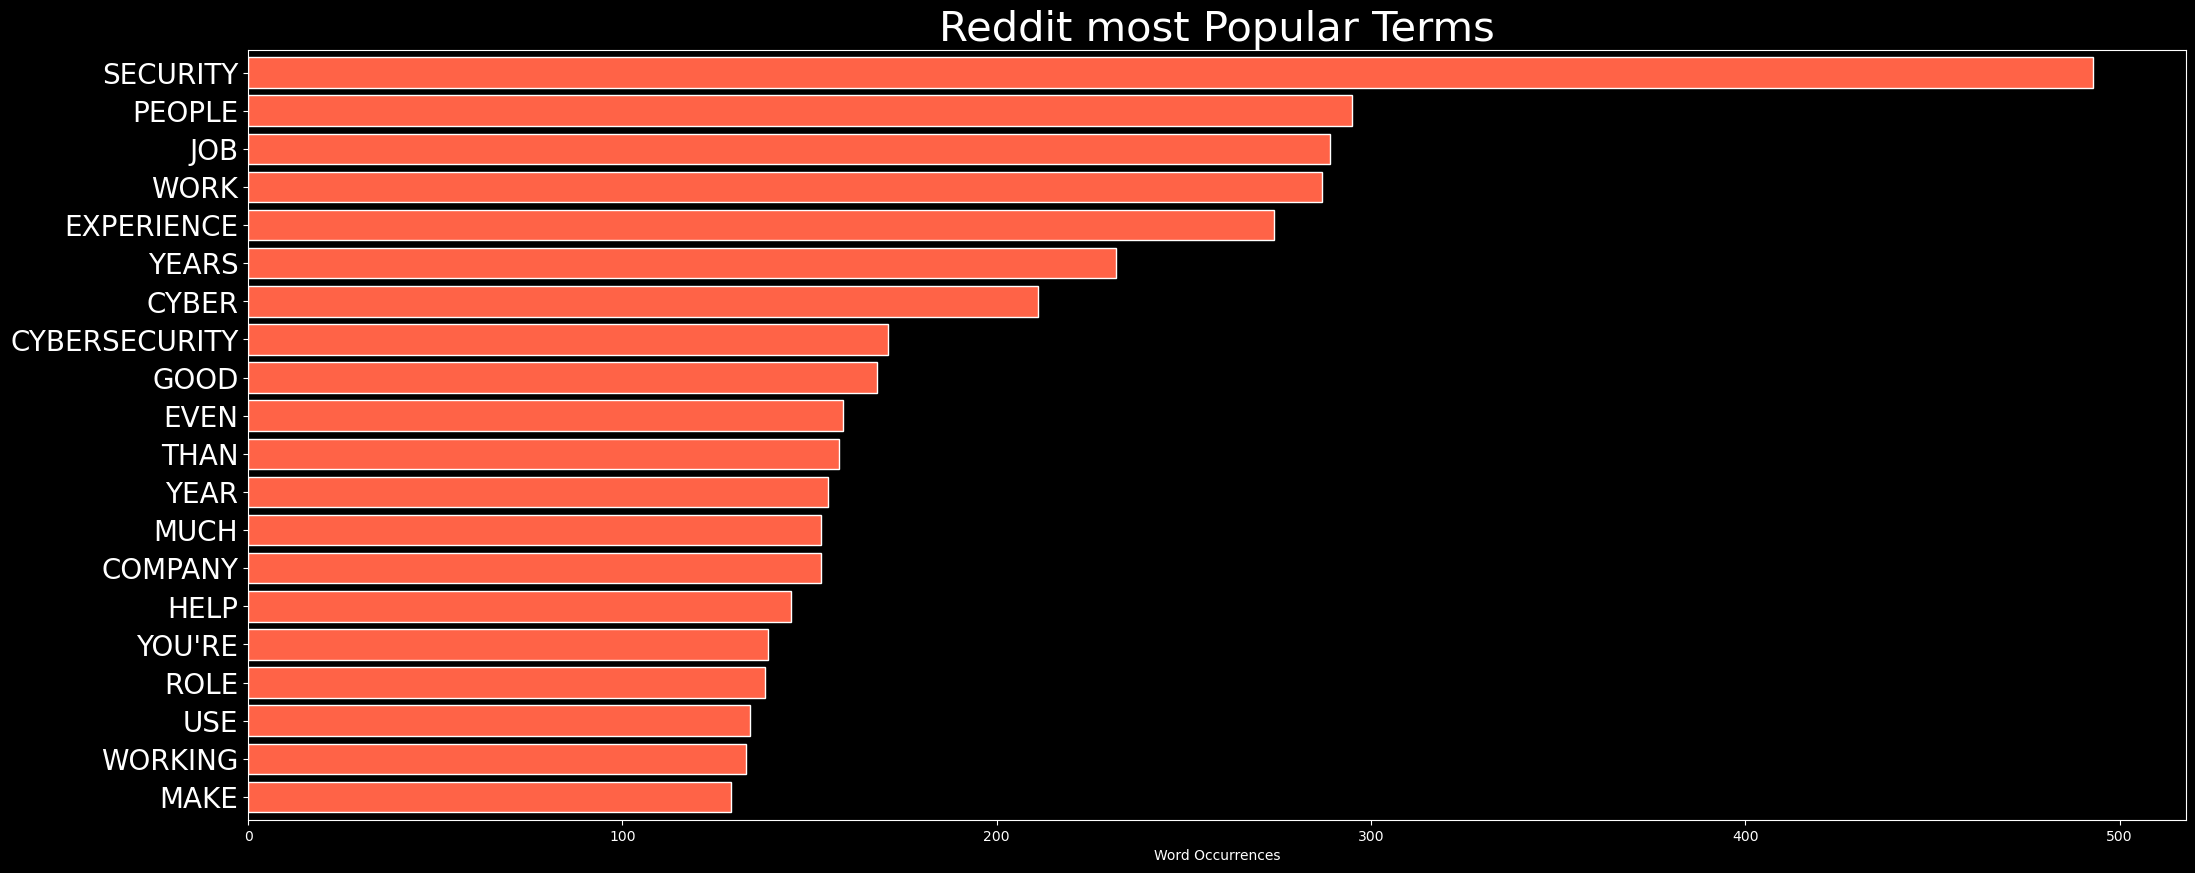 Reddit most Popular Terms
SECURITY
PEOPLE
JOB
WORK
EXPERIENCE
YEARS
CYBER
CYBERSECURITY
GOOD
EVEN
THAN
YEAR
MUCH
COMPANY
HELP
YOU'RE
ROLE
USE
WORKING
MAKE
0 100 200 300 400 500
Word Occurrences